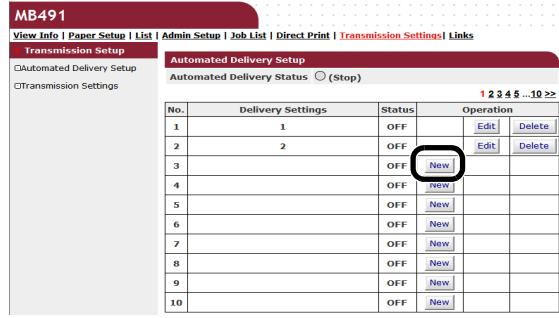 MB491
View Info | Paper Setup | List | Admin Setup | Job List | Direct Print | Transmission Settings| Links
Transmission Setup
Automated Delivery Setup
Transmission Settings
Automated Delivery Setup
Automated Delivery Status (Stop)
1 2 3 4 5 ...10 >>
No. Delivery Settings Status Operation
1 1 OFF Edit Delete
2 2 OFF Edit Delete
3 OFF New
4 OFF New
5 OFF New
6 OFF New
7 OFF New
8 OFF New
9 OFF New
10 OFF New